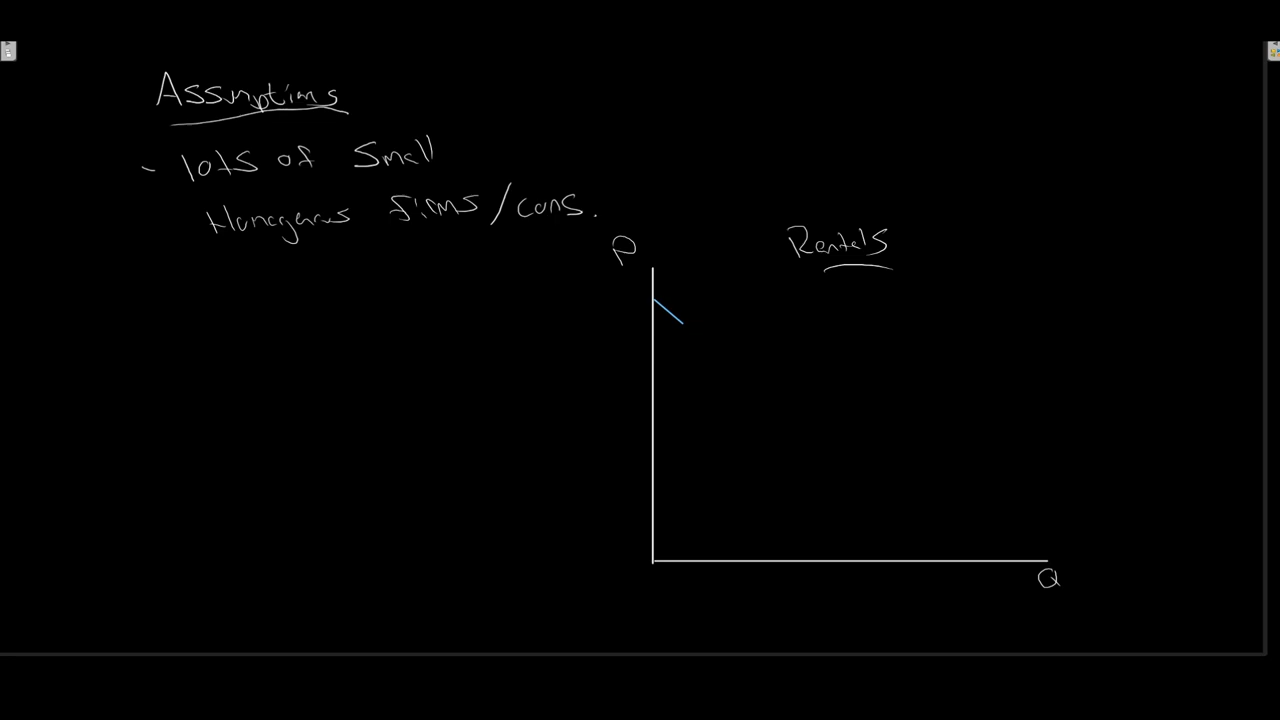 Assumptions
- lots of Small
Homogenous firms/cons.
P
Rentals
Q